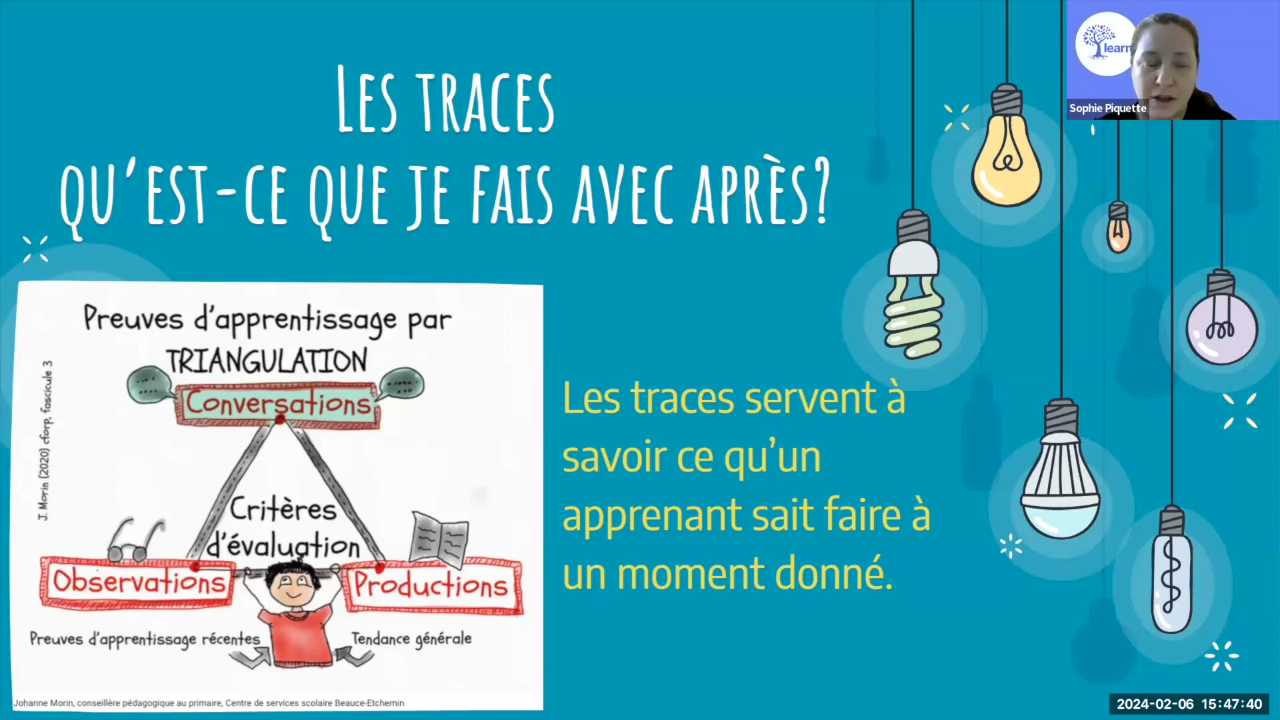 Les traces
qu'est-ce que je fais avec après?
learn
Sophie Piquette
Preuves d'apprentissage par
TRIANGULATION
Conversations
J. Morin (2020) cforp, fascicule 3
Critères
d'évaluation
Observations
Productions
Preuves d'apprentissage récentes
Tendance générale
Johanne Morin, conseillère pédagogique au primaire, Centre de services scolaire Beauce-Etchemin
Les traces servent à
savoir ce qu'un
apprenant sait faire à
un moment donné.
2024-02-06 15:47:40